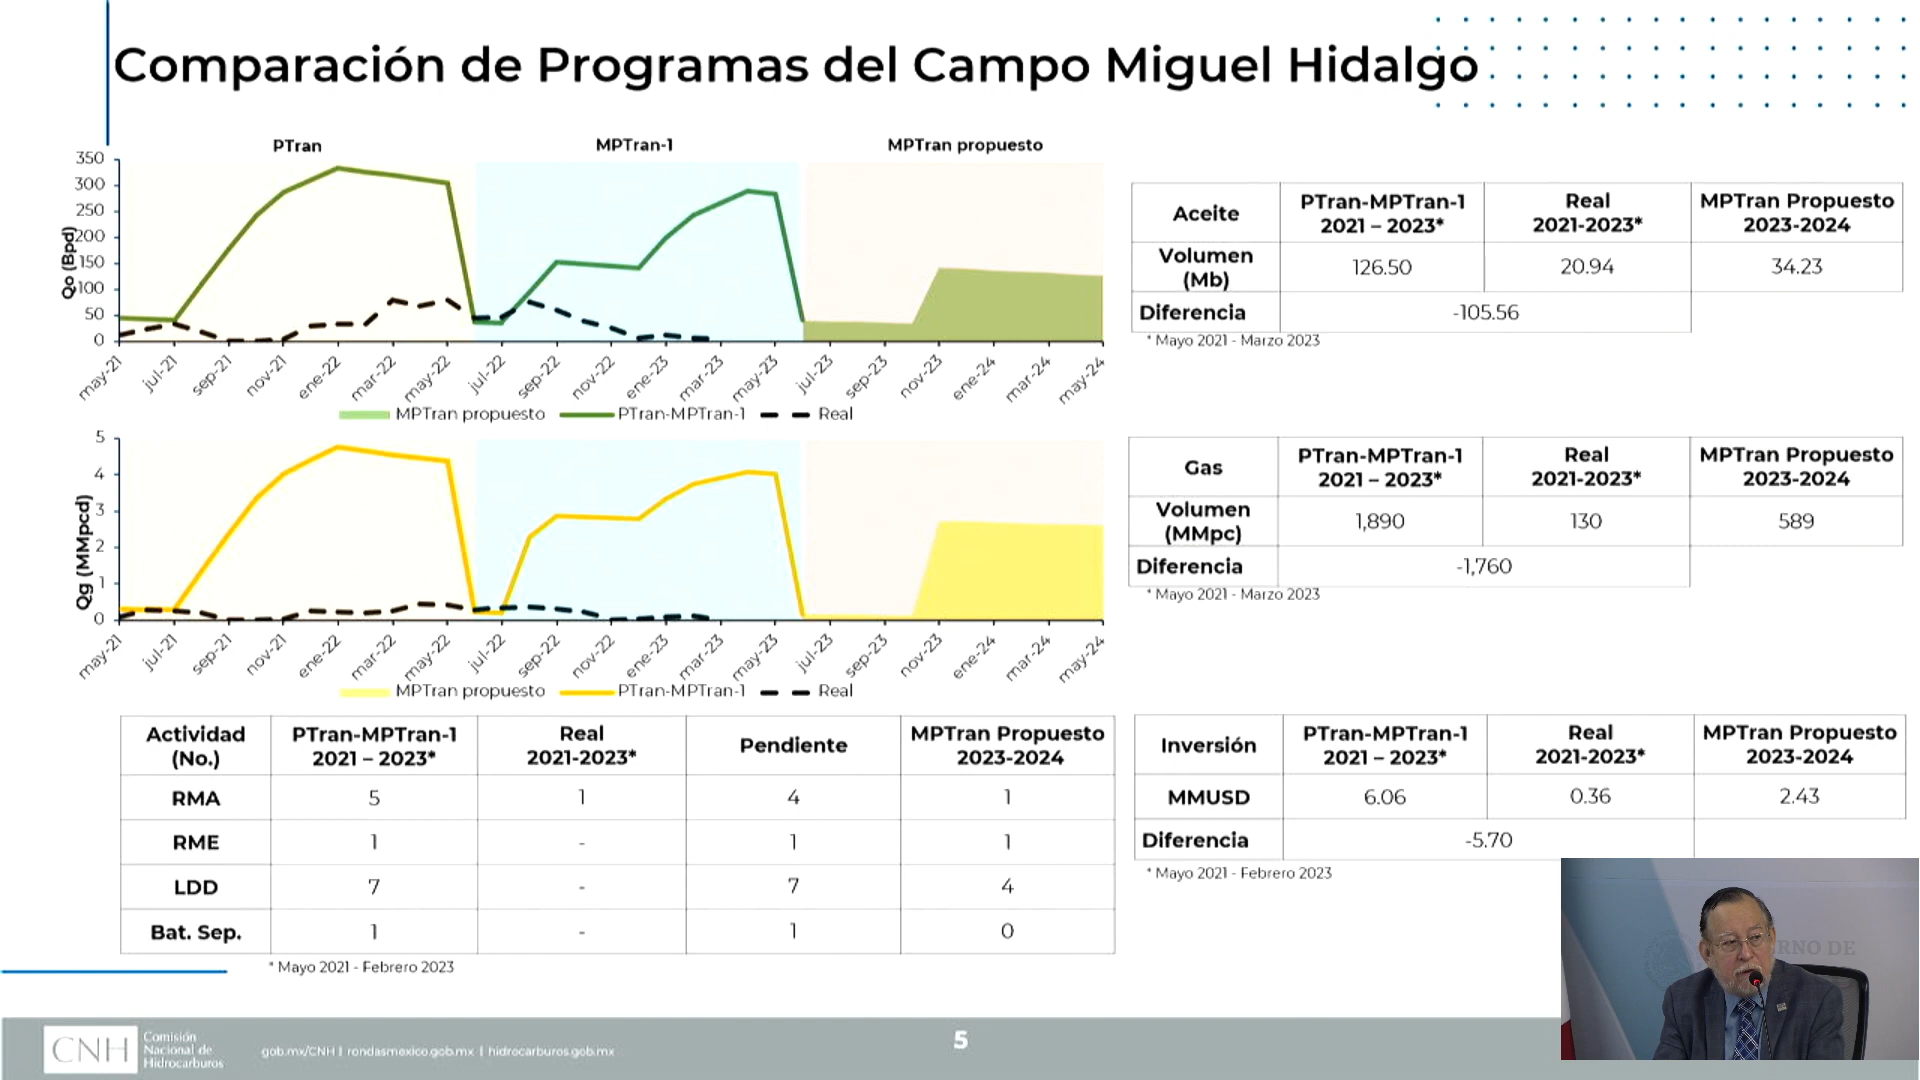 Comparación de Programas del Campo Miguel Hidalgo
PTran MPTran-1 MPTran propuesto
Qo (Bpd)
350
300
250
200
150
100
50
0
may-21 jul-21 sep-21 nov-21 ene-22 mar-22 may-22 jul-22 sep-22 nov-22 ene-23 mar-23 may-23 jul-23 sep-23 nov-23 ene-24 mar-24 may-24
MPTran propuesto PTran-MPTran-1 Real
Aceite PTran-MPTran-1 2021 – 2023* Real 2021-2023* MPTran Propuesto 2023-2024
Volumen (Mb) 126.50 20.94 34.23
Diferencia -105.56
* Mayo 2021 - Marzo 2023
Qg (MMpcd)
5
4
3
2
1
0
may-21 jul-21 sep-21 nov-21 ene-22 mar-22 may-22 jul-22 sep-22 nov-22 ene-23 mar-23 may-23 jul-23 sep-23 nov-23 ene-24 mar-24 may-24
MPTran propuesto PTran-MPTran-1 Real
Gas PTran-MPTran-1 2021 – 2023* Real 2021-2023* MPTran Propuesto 2023-2024
Volumen (MMpc) 1,890 130 589
Diferencia -1,760
* Mayo 2021 - Marzo 2023
Actividad (No.) PTran-MPTran-1 2021 – 2023* Real 2021-2023* Pendiente MPTran Propuesto 2023-2024
RMA 5 1 4 1
RME 1 - 1 1
LDD 7 - 7 4
Bat. Sep. 1 - 1 0
* Mayo 2021 - Febrero 2023
Inversión PTran-MPTran-1 2021 – 2023* Real 2021-2023* MPTran Propuesto 2023-2024
MMUSD 6.06 0.36 2.43
Diferencia -5.70
* Mayo 2021 - Febrero 2023
RNO DE
CNH Comisión
Nacional de
Hidrocarburos
gob.mx/CNH | rondasmexico.gob.mx | hidrocarburos.gob.mx
5